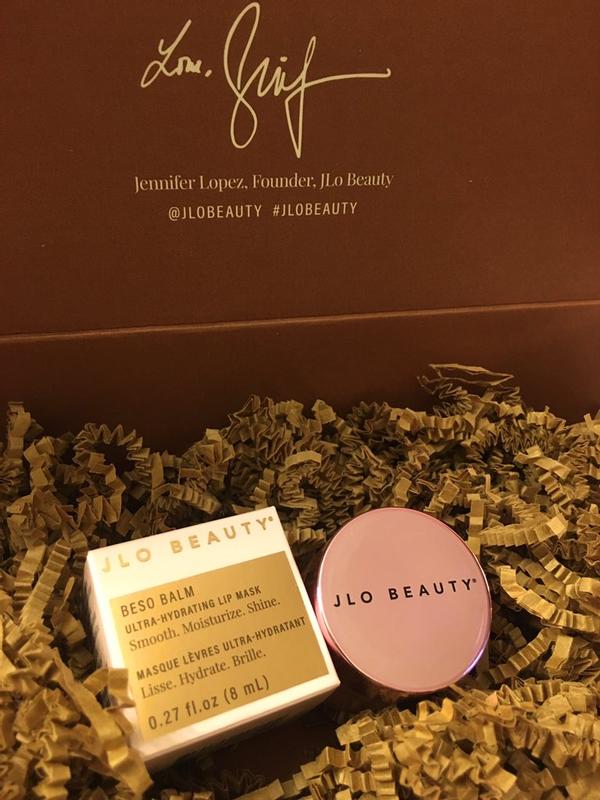 Love,
Jennifer Lopez, Founder, JLo Beauty
@JLOBEAUTY #JLOBEAUTY
JLO BEAUTY®
BESO BALM
ULTRA-HYDRATING LIP MASK
Smooth. Moisturize. Shine.
MASQUE LÈVRES ULTRA-HYDRATANT
Lisse. Hydrate. Brille.
0.27 fl.oz (8 mL)
JLO BEAUTY®